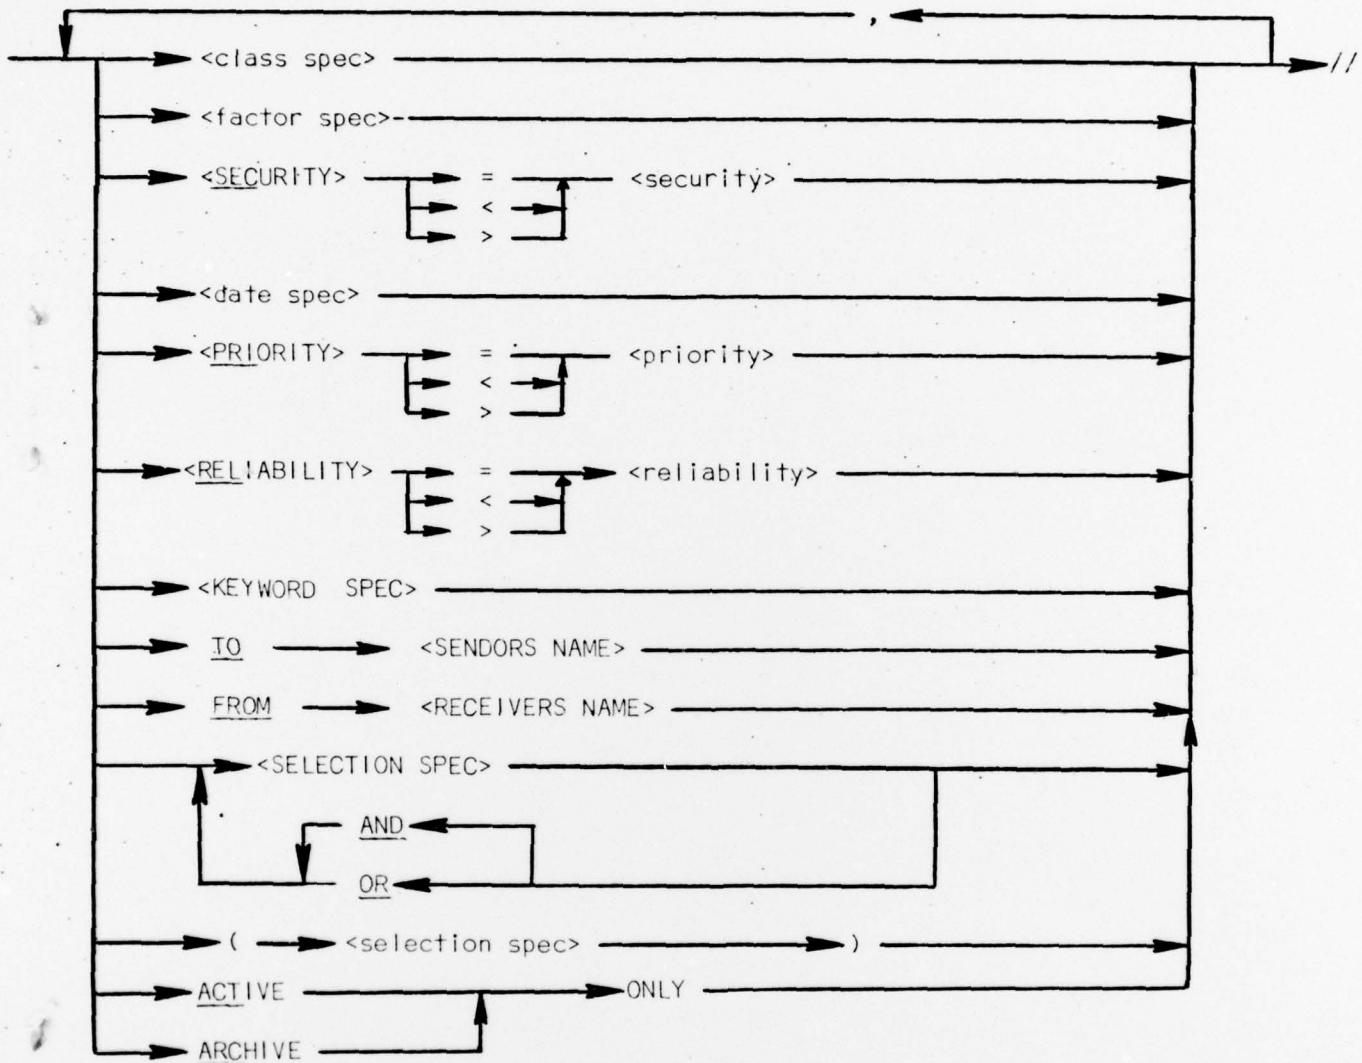 ,
<class spec> //
<factor spec>
<SECURITY> = <security>
<
>
<date spec>
<PRIORITY> = <priority>
<
>
<RELIABILITY> = <reliability>
<
>
<KEYWORD SPEC>
TO <SENDORS NAME>
FROM <RECEIVERS NAME>
<SELECTION SPEC>
AND
OR
( <selection spec> )
ACTIVE ONLY
ARCHIVE